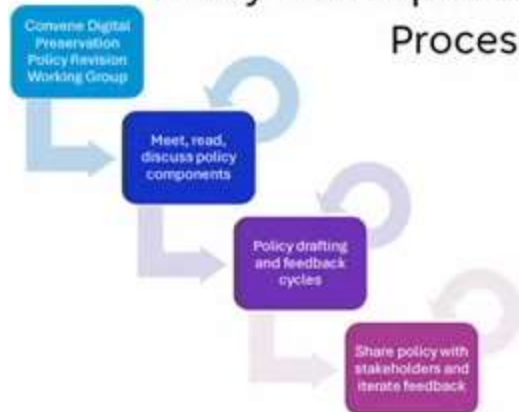 Proces
Convene Digital
Preservation
Policy Revision
Working Group
Meet, read,
discuss policy
components
Policy drafting
and feedback
cycles
Share policy with
stakeholders and
iterate feedback